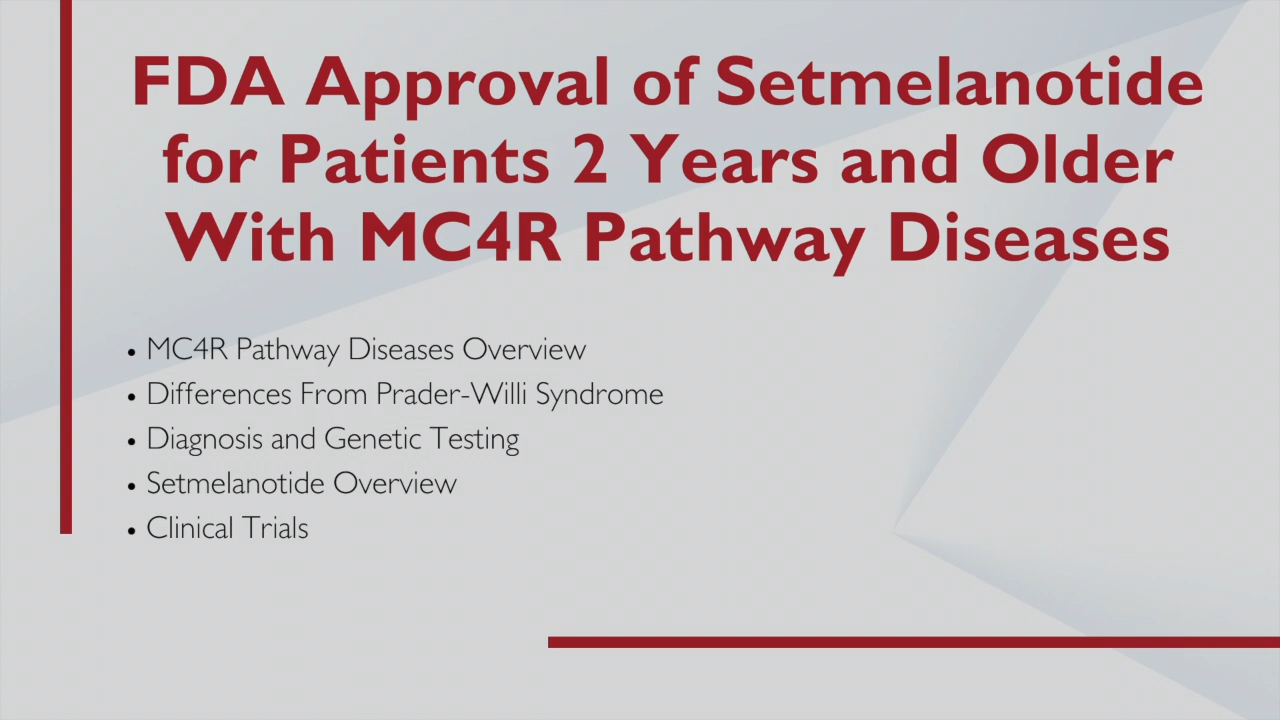 FDA Approval of Setmelanotide
for Patients 2 Years and Older
With MC4R Pathway Diseases
• MC4R Pathway Diseases Overview
• Differences From Prader-Willi Syndrome
• Diagnosis and Genetic Testing
• Setmelanotide Overview
• Clinical Trials